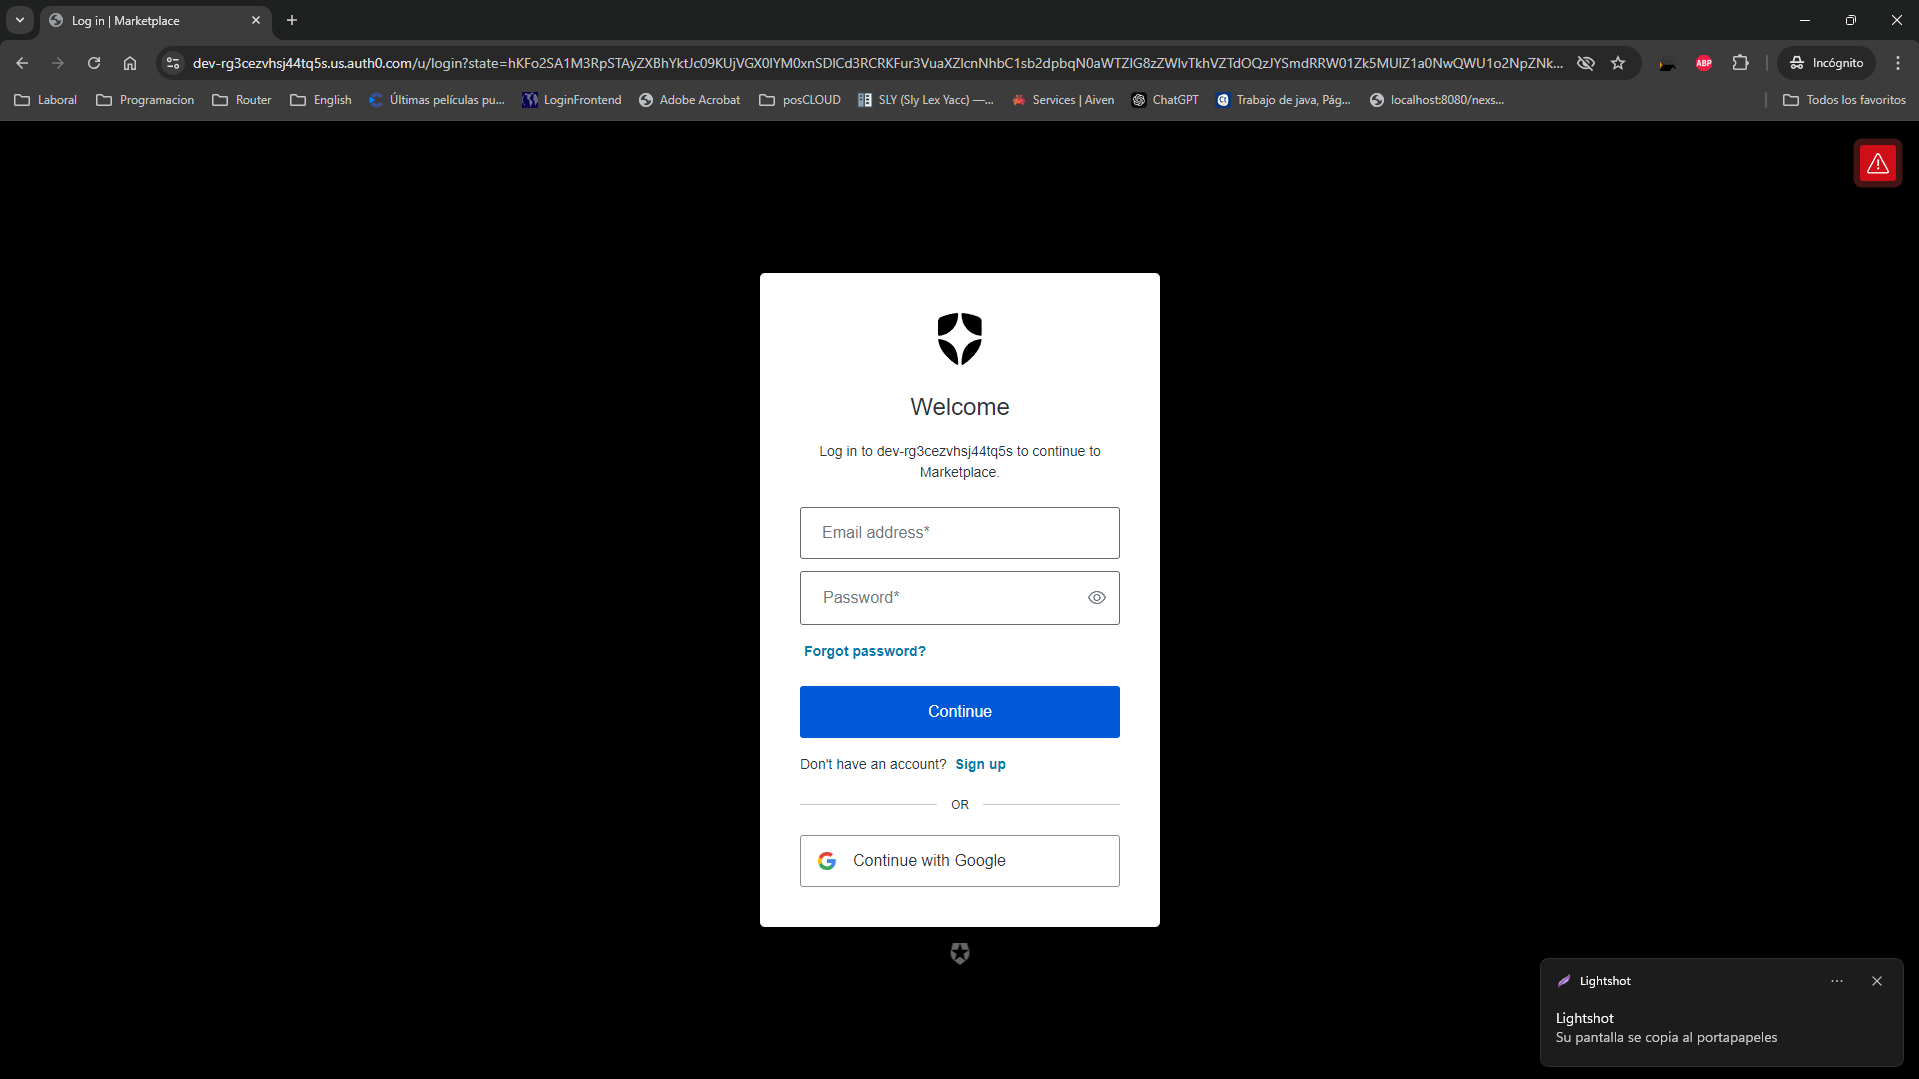 Log in | Marketplace
dev-rg3cezvhsj44tq5s.us.auth0.com/u/login?state=
Incógnito
Laboral
Programacion
Router
English
Últimas películas pu...
LoginFrontend
Adobe Acrobat
posCLOUD
SLY (Sly Lex Yacc) —...
Services | Aiven
ChatGPT
Trabajo de java, Pág...
localhost:8080/nexs...
Todos los favoritos
ABP
Welcome
Log in to dev-rg3cezvhsj44tq5s to continue to
Marketplace.
Email address*
Password*
Forgot password?
Continue
Don't have an account? Sign up
OR
Continue with Google
Lightshot
Lightshot
Su pantalla se copia al portapapeles